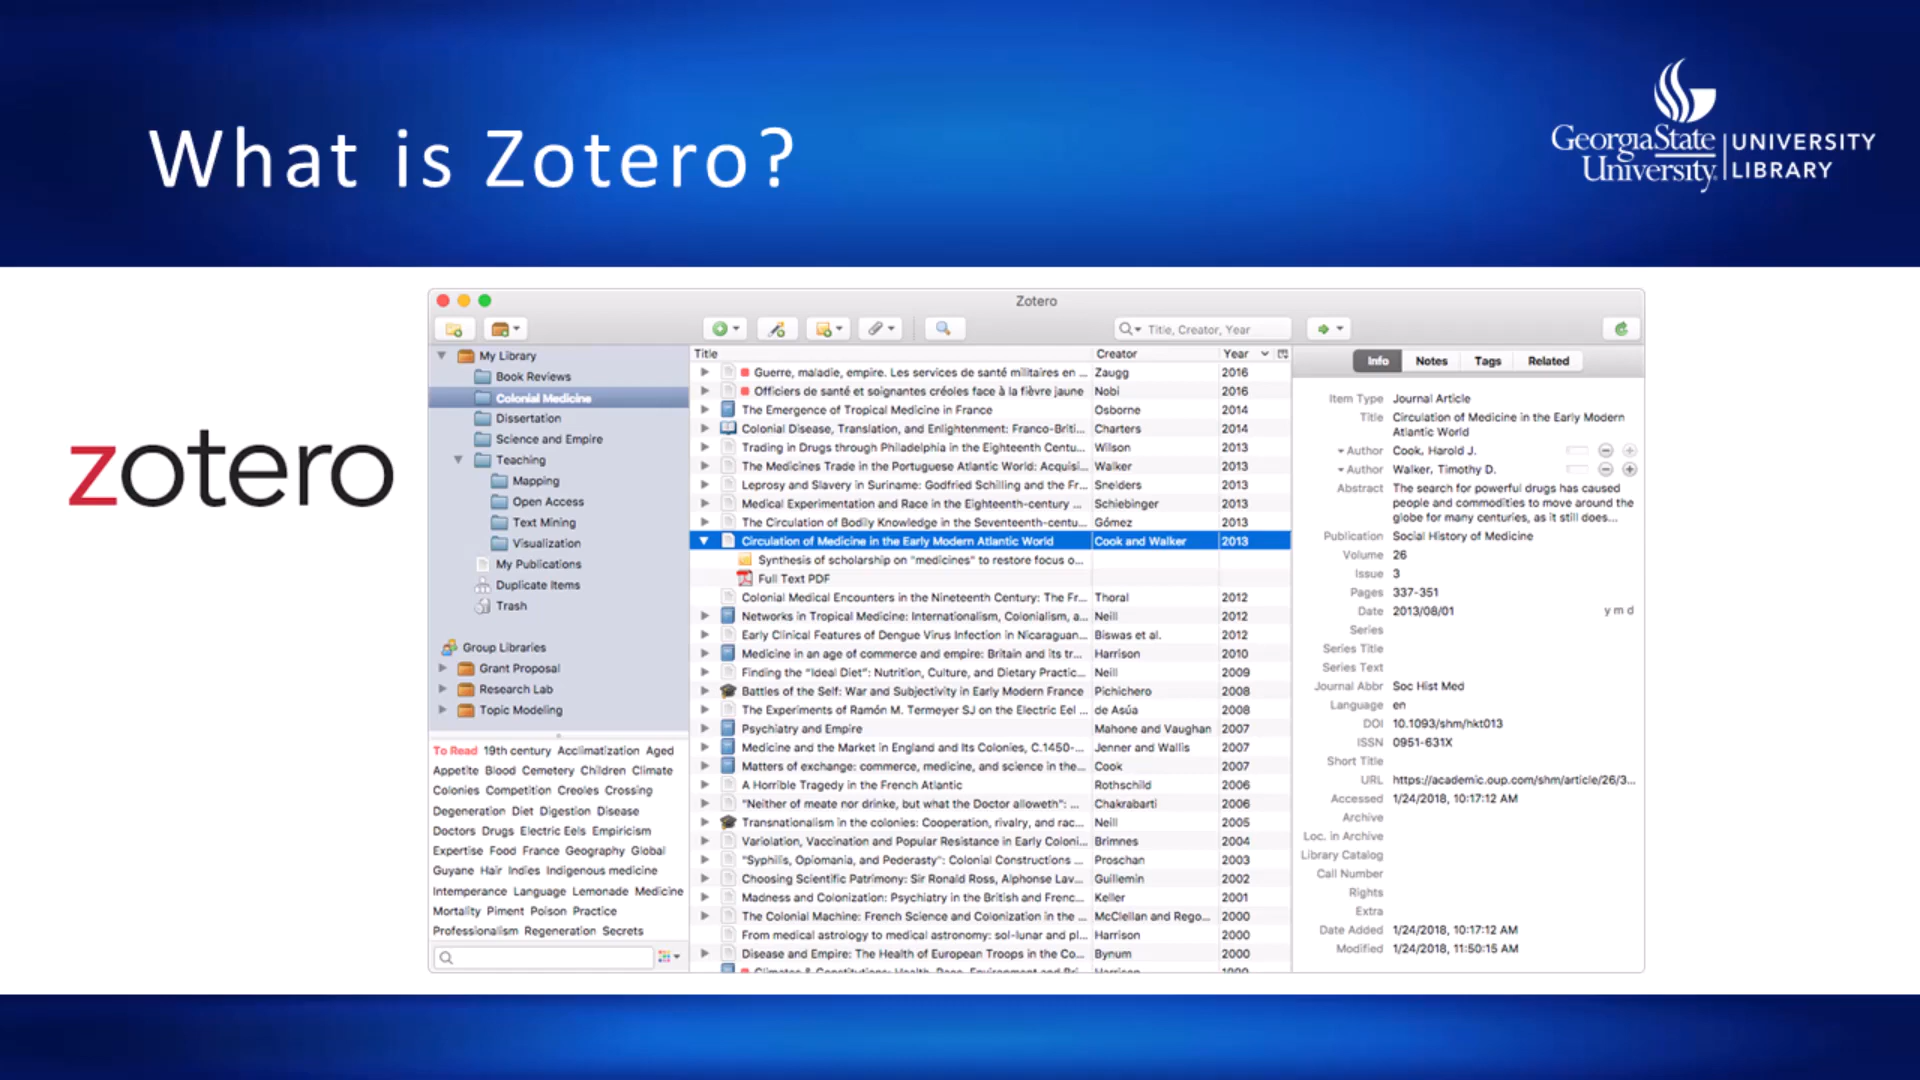 What is Zotero?
GeorgiaState
University
UNIVERSITY
LIBRARY
zotero
Zotero
Title, Creator, Year
My Library
Book Reviews
Colonial Medicine
Dissertation
Science and Empire
Teaching
Mapping
Open Access
Text Mining
Visualization
My Publications
Duplicate Items
Trash
Group Libraries
Grant Proposal
Research Lab
Topic Modeling
To Read 19th century Acclimatization Aged
Appetite Blood Cemetery Children Climate
Colonies Competition Creoles Crossing
Degeneration Diet Digestion Disease
Doctors Drugs Electric Eels Empiricism
Expertise Food France Geography Global
Guyane Hair Indies Indigenous medicine
Intemperance Language Lemonade Medicine
Mortality Piment Poison Practice
Professionalism Regeneration Secrets
Title Creator Year
Guerre, maladie, empire. Les services de santé militaires en ... Zaugg 2016
Officiers de santé et soignantes créoles face à la fièvre jaune Nobi 2016
The Emergence of Tropical Medicine in France Osborne 2014
Colonial Disease, Translation, and Enlightenment: Franco-Briti... Charters 2014
Trading in Drugs through Philadelphia in the Eighteenth Centu... Wilson 2013
The Medicines Trade in the Portuguese Atlantic World: Acquisi... Walker 2013
Leprosy and Slavery in Suriname: Godfried Schilling and the Fr... Snelders 2013
Medical Experimentation and Race in the Eighteenth-century ... Schiebinger 2013
The Circulation of Bodily Knowledge in the Seventeenth-centu... Gómez 2013
Circulation of Medicine in the Early Modern Atlantic World Cook and Walker 2013
Synthesis of scholarship on "medicines" to restore focus o...
Full Text PDF
Colonial Medical Encounters in the Nineteenth Century: The Fr... Thoral 2012
Networks in Tropical Medicine: Internationalism, Colonialism, a... Neill 2012
Early Clinical Features of Dengue Virus Infection in Nicaraguan... Biswas et al. 2012
Medicine in an age of commerce and empire: Britain and its tr... Harrison 2010
Finding the "Ideal Diet": Nutrition, Culture, and Dietary Practic... Neill 2009
Battles of the Self: War and Subjectivity in Early Modern France Pichichero 2008
The Experiments of Ramón M. Termeyer SJ on the Electric Eel ... de Asúa 2008
Psychiatry and Empire Mahone and Vaughan 2007
Medicine and the Market in England and Its Colonies, C.1450-... Jenner and Wallis 2007
Matters of exchange: commerce, medicine, and science in the... Cook 2007
A Horrible Tragedy in the French Atlantic Rothschild 2006
"Neither of meate nor drinke, but what the Doctor alloweth": ... Chakrabarti 2006
Transnationalism in the colonies: Cooperation, rivalry, and rac... Neill 2005
Variolation, Vaccination and Popular Resistance in Early Coloni... Brimnes 2004
"Syphilis, Opiomania, and Pederasty": Colonial Constructions ... Proschan 2003
Choosing Scientific Patrimony: Sir Ronald Ross, Alphonse Lav... Guillemin 2002
Madness and Colonization: Psychiatry in the British and Frenc... Keller 2001
The Colonial Machine: French Science and Colonization in the ... McClellan and Rego... 2000
From medical astrology to medical astronomy: sol-lunar and pl... Harrison 2000
Disease and Empire: The Health of European Troops in the Co... Bynum 2000
Info Notes Tags Related
Item Type Journal Article
Title Circulation of Medicine in the Early Modern
Atlantic World
Author Cook, Harold J.
Author Walker, Timothy D.
Abstract The search for powerful drugs has caused
people and commodities to move around the
globe for many centuries, as it still does...
Publication Social History of Medicine
Volume 26
Issue 3
Pages 337-351
Date 2013/08/01 y m d
Series
Series Title
Series Text
Journal Abbr Soc Hist Med
Language en
DOI 10.1093/shm/hkt013
ISSN 0951-631X
Short Title
URL https://academic.oup.com/shm/article/26/3...
Accessed 1/24/2018, 10:17:12 AM
Archive
Loc. in Archive
Library Catalog
Call Number
Rights
Extra
Date Added 1/24/2018, 10:17:12 AM
Modified 1/24/2018, 11:50:15 AM